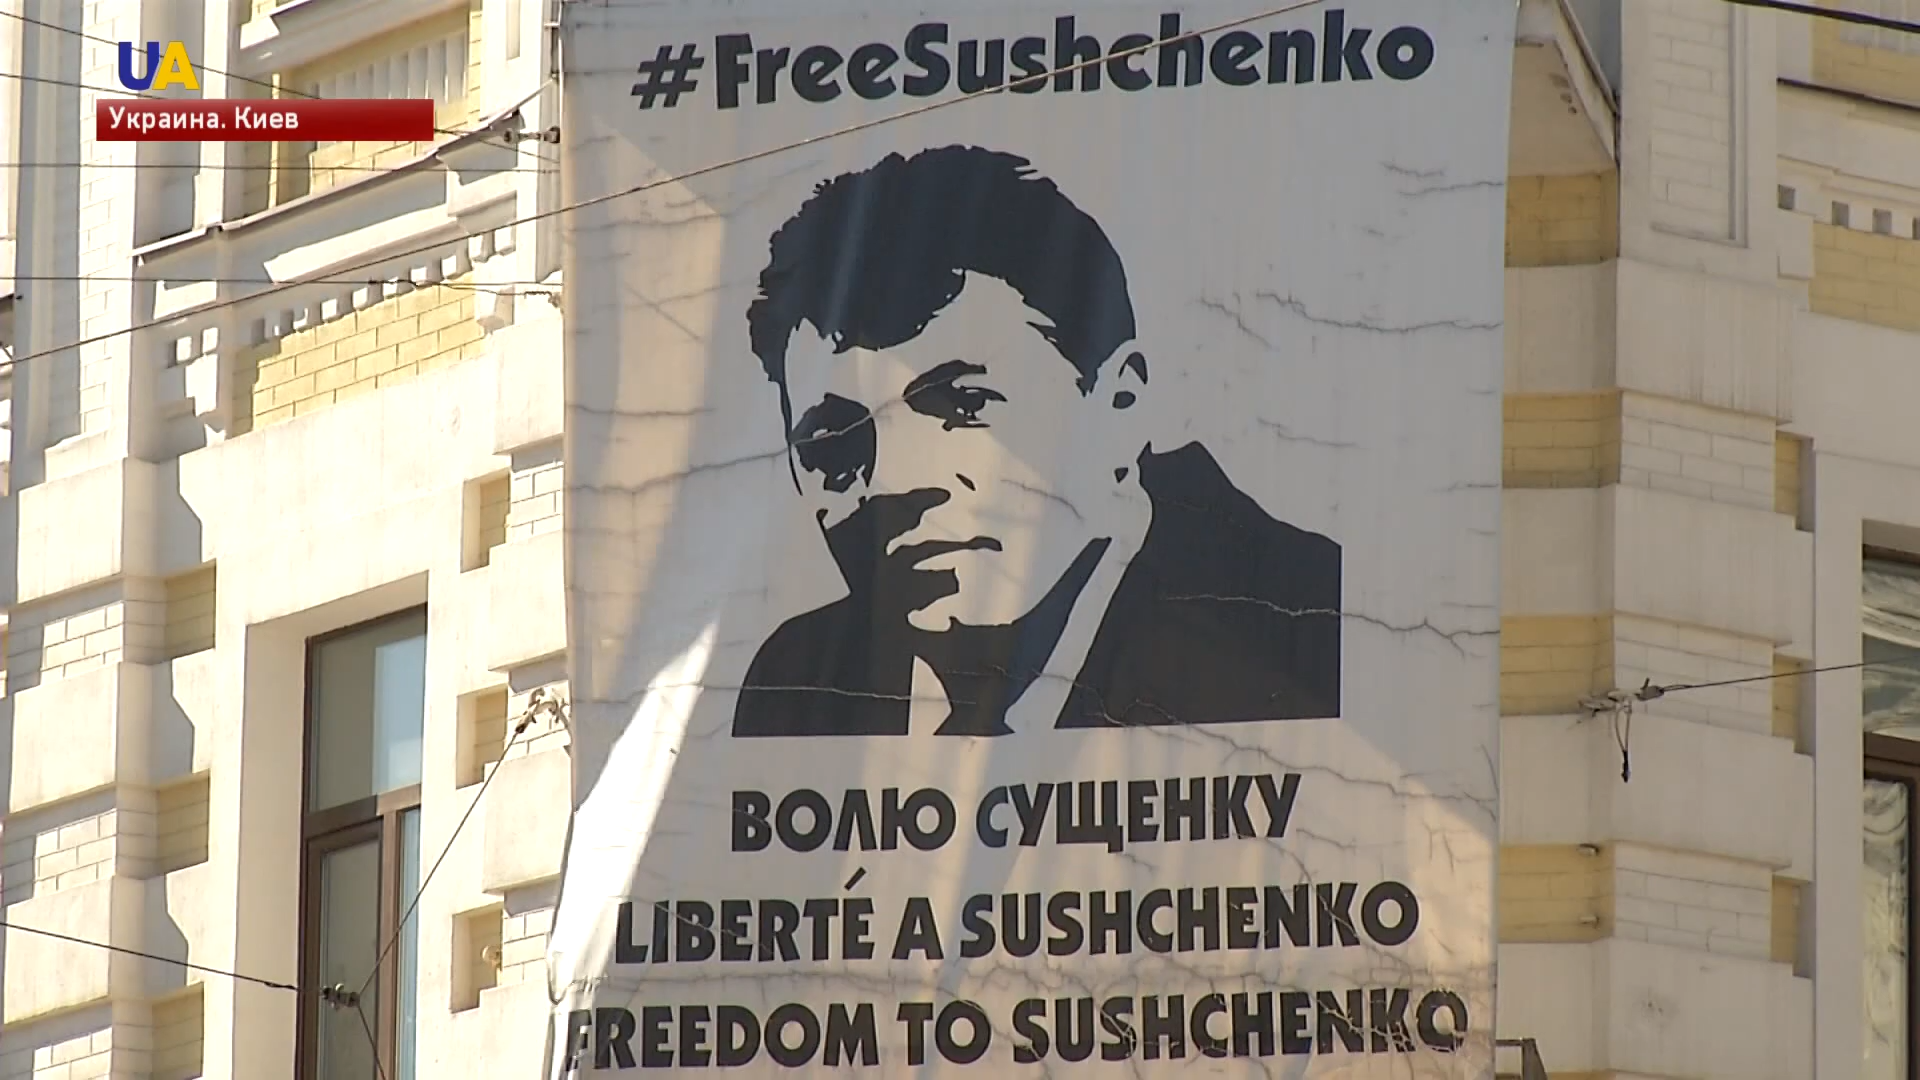 UA
Украина. Киев
#FreeSushchenko
ВОЛЮ СУЩЕНКУ
LIBERTÉ A SUSHCHENKO
FREEDOM TO SUSHCHENKO